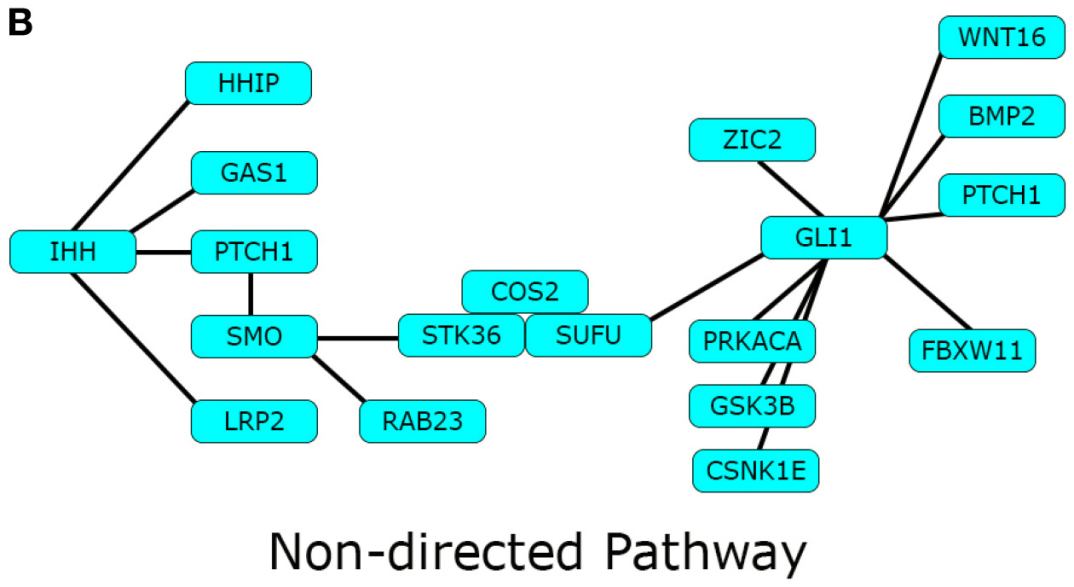 B
WNT16
HHIP
BMP2
ZIC2
GAS1
PTCH1
GLI1
IHH
PTCH1
COS2
SMO
STK36
SUFU
PRKACA
FBXW11
GSK3B
LRP2
RAB23
CSNK1E
Non-directed Pathway